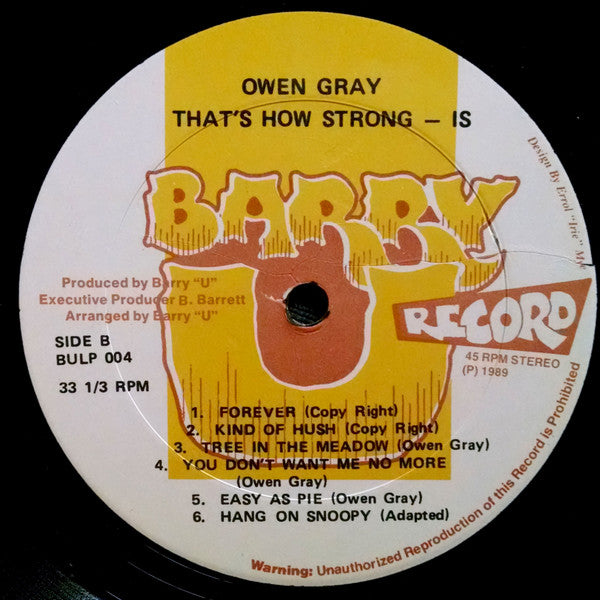 OWEN GRAY
THAT'S HOW STRONG – IS
Design By Errol "Irie"
BARRY
U
RECORD
Produced by Barry "U"
Executive Producer B. Barrett
Arranged by Barry "U"
SIDE B
BULP 004
33 1/3 RPM
45 RPM STEREO
(P) 1989
1. FOREVER (Copy Right)
2. KIND OF HUSH (Copy Right)
3. TREE IN THE MEADOW (Owen Gray)
4. YOU DON'T WANT ME NO MORE
(Owen Gray)
5. EASY AS PIE (Owen Gray)
6. HANG ON SNOOPY (Adapted)
Warning: Unauthorized Reproduction of this Record is Prohibited